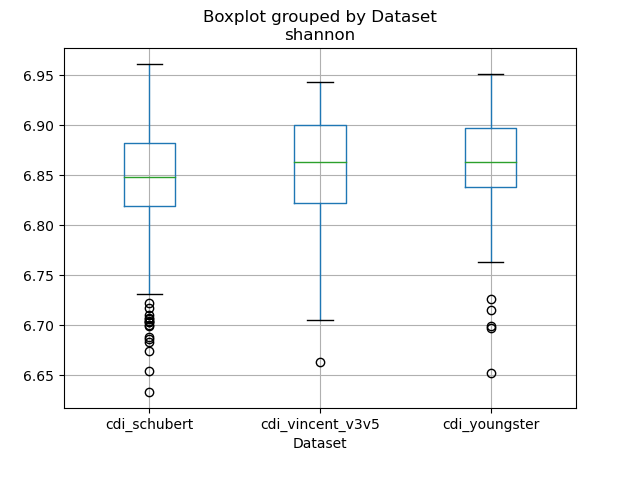 Boxplot grouped by Dataset
shannon
6.95
6.90
6.85
6.80
6.75
6.70
6.65
cdi_schubert cdi_vincent_v3v5 cdi_youngster
Dataset